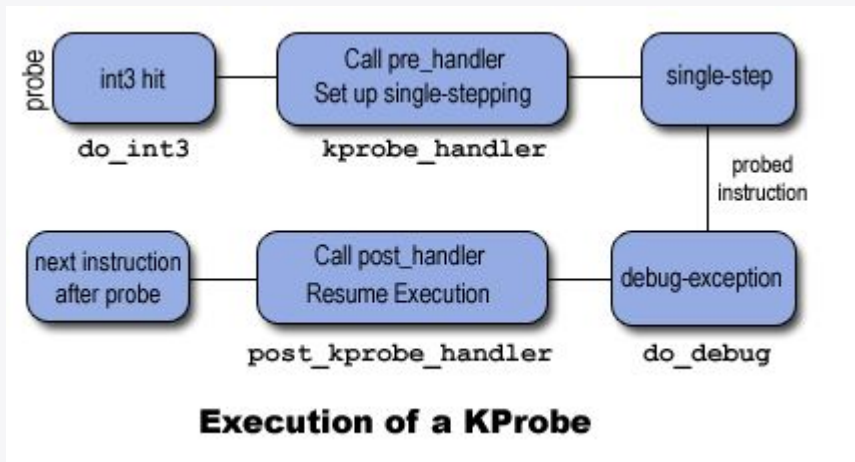 probe
int3 hit
Call pre_handler
Set up single-stepping
single-step
do_int3
kprobe_handler
probed
instruction
next instruction
after probe
Call post_handler
Resume Execution
debug-exception
post_kprobe_handler
do_debug
Execution of a KProbe